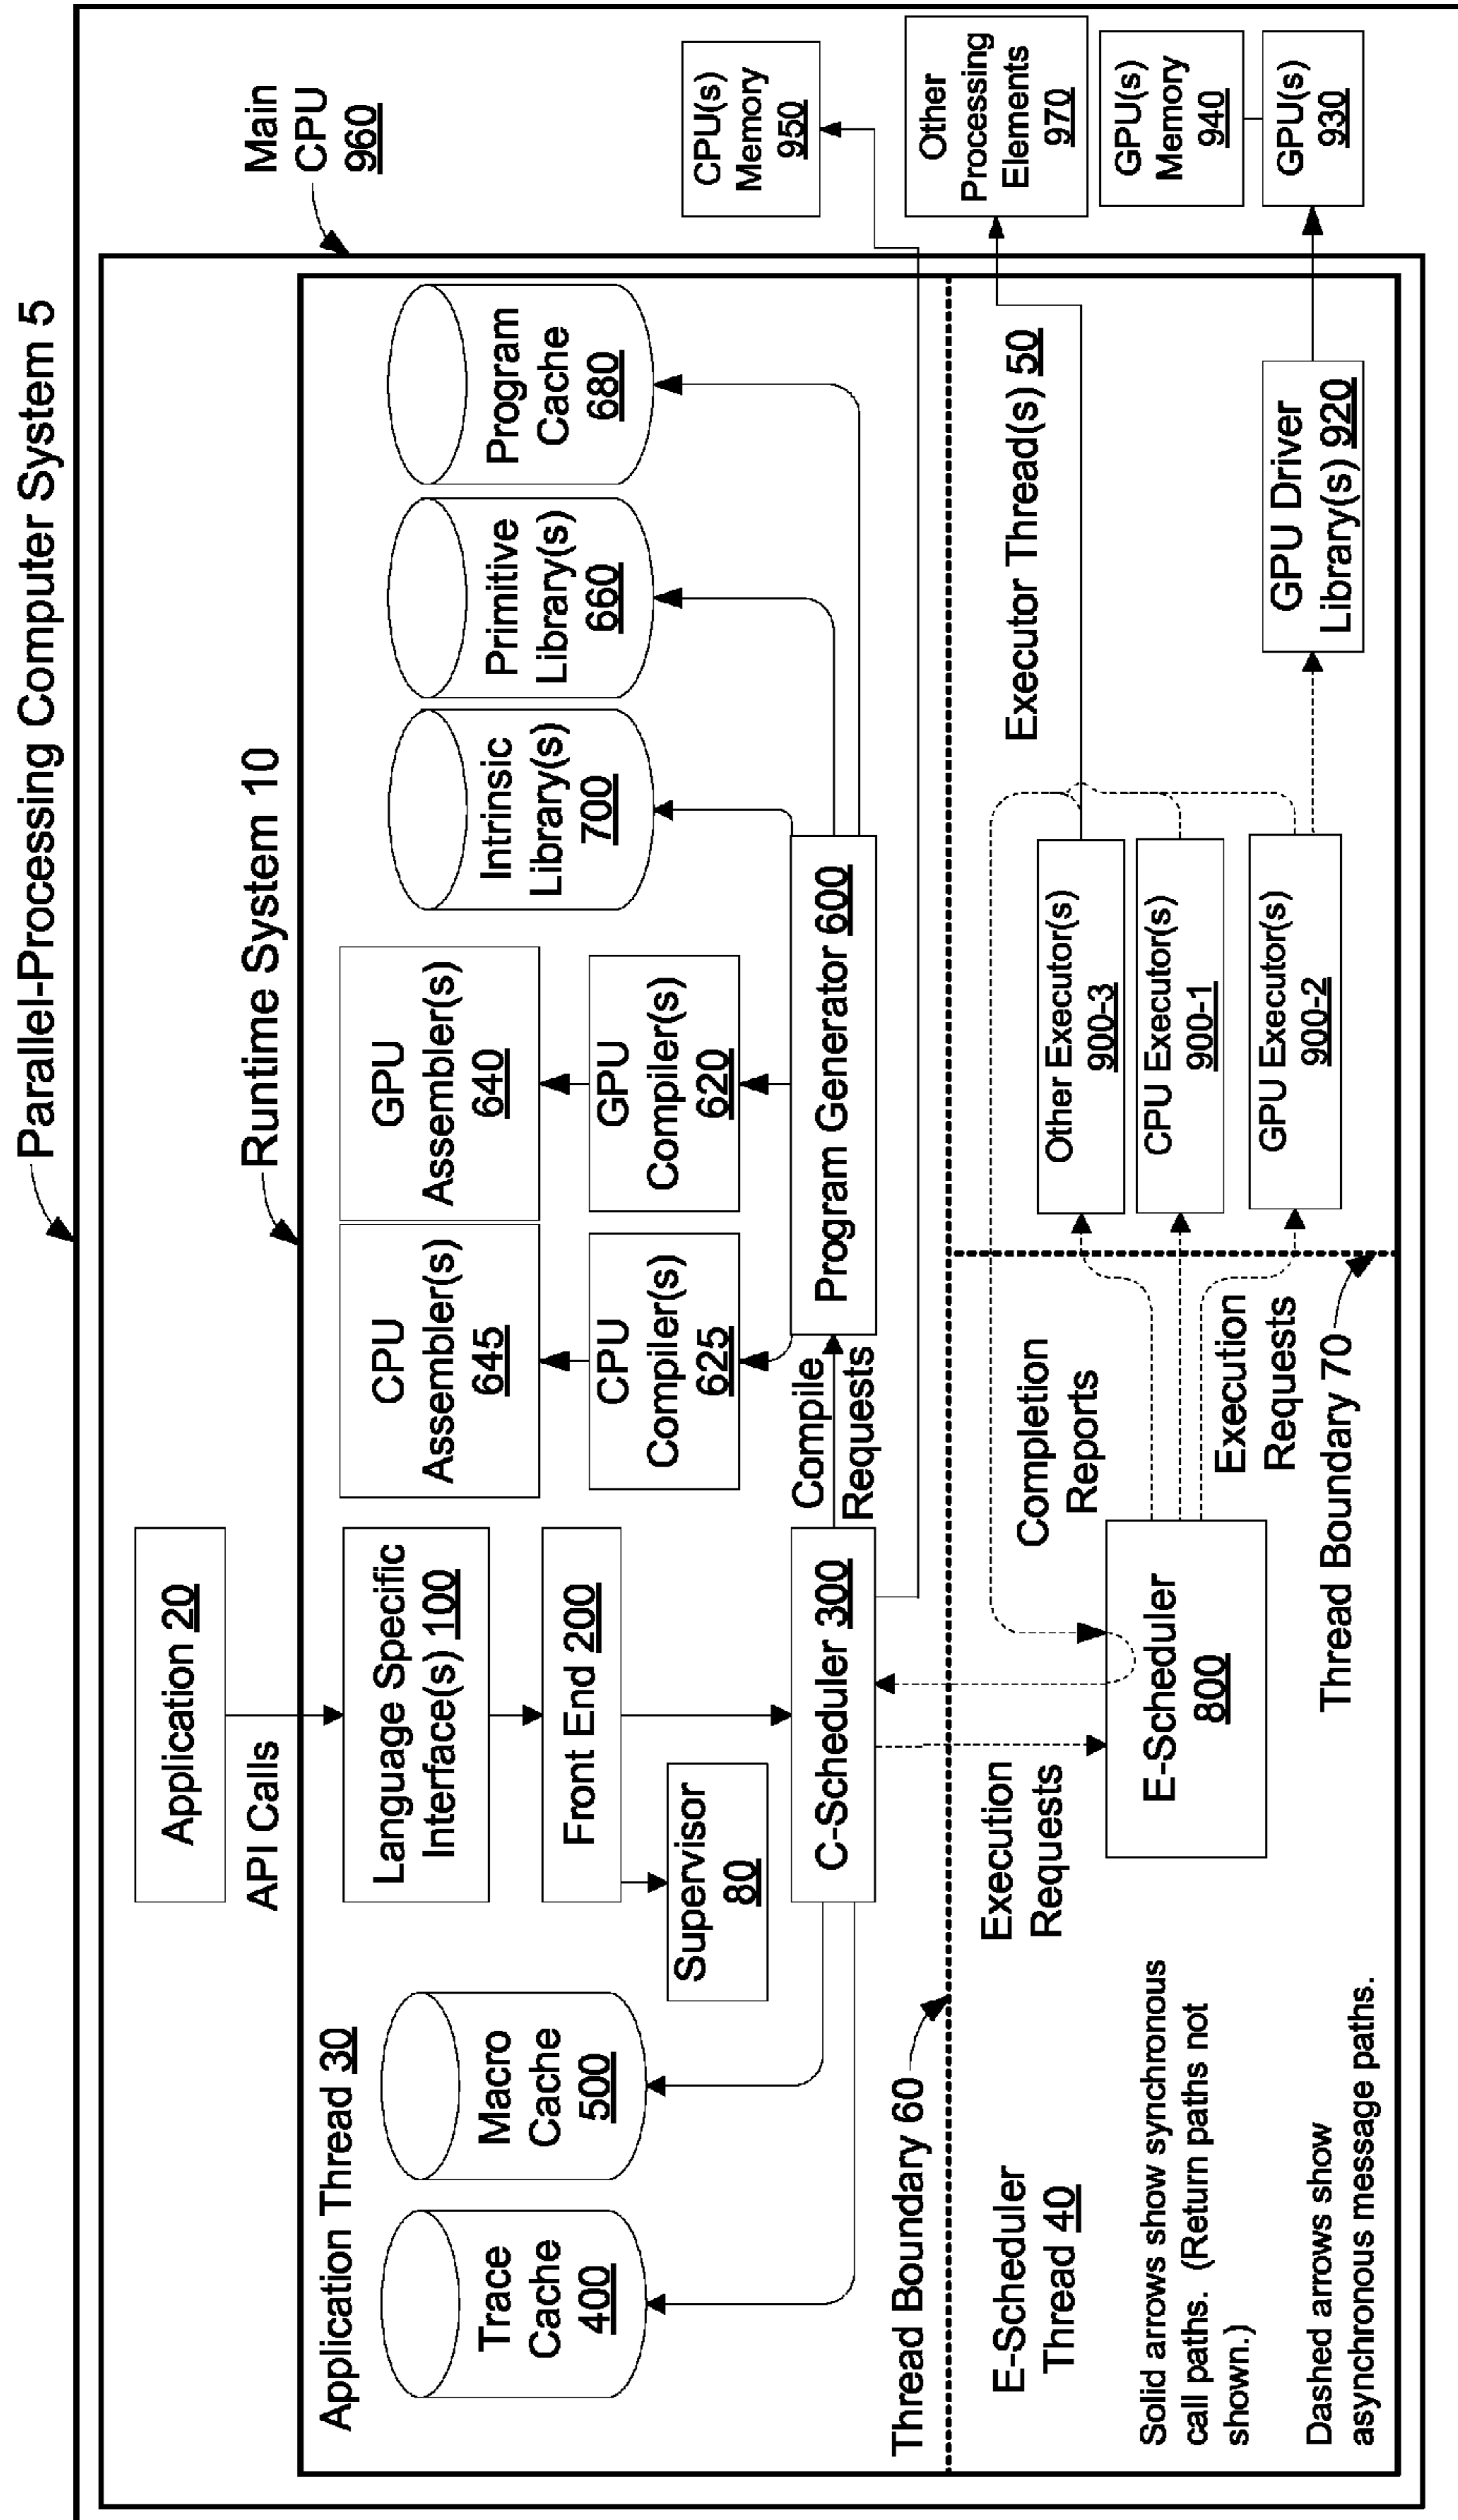 Parallel-Processing Computer System 5
Main
CPU
960
Runtime System 10
Application 20
API Calls
Application Thread 30
Language Specific
Interface(s) 100
Front End 200
Supervisor
80
C-Scheduler 300
Trace
Cache
400
Macro
Cache
500
CPU
Assembler(s)
645
GPU
Assembler(s)
640
CPU
Compiler(s)
625
GPU
Compiler(s)
620
Intrinsic
Library(s)
700
Primitive
Library(s)
660
Program
Cache
680
Compile
Requests
Program Generator 600
CPU(s)
Memory
950
Other
Processing
Elements
970
GPU(s)
Memory
940
GPU(s)
930
Thread Boundary 60
E-Scheduler
Thread 40
Execution
Requests
Completion
Reports
E-Scheduler
800
Execution
Requests
Thread Boundary 70
Executor Thread(s) 50
Other Executor(s)
900-3
CPU Executor(s)
900-1
GPU Executor(s)
900-2
GPU Driver
Library(s) 920
Solid arrows show synchronous
call paths.  (Return paths not
shown.)
Dashed arrows show
asynchronous message paths.